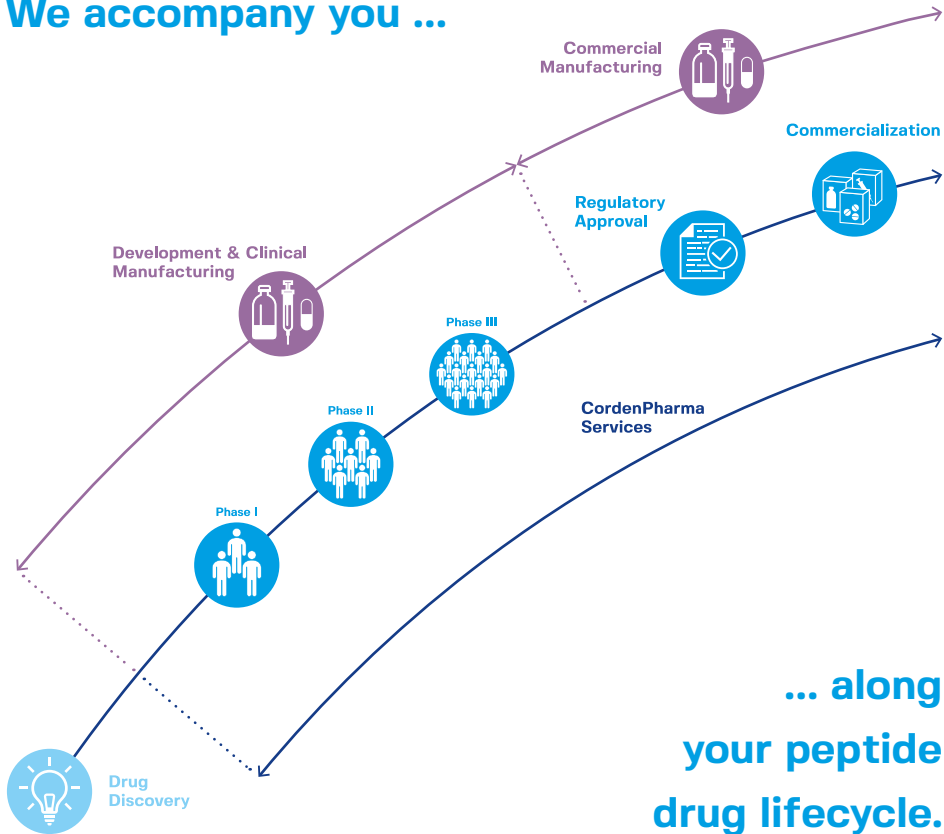 We accompany you ...
Commercial
Manufacturing
Commercialization
Regulatory
Approval
Development & Clinical
Manufacturing
Phase III
Phase II
CordenPharma
Services
Phase I
... along
your peptide
drug lifecycle.
Drug
Discovery